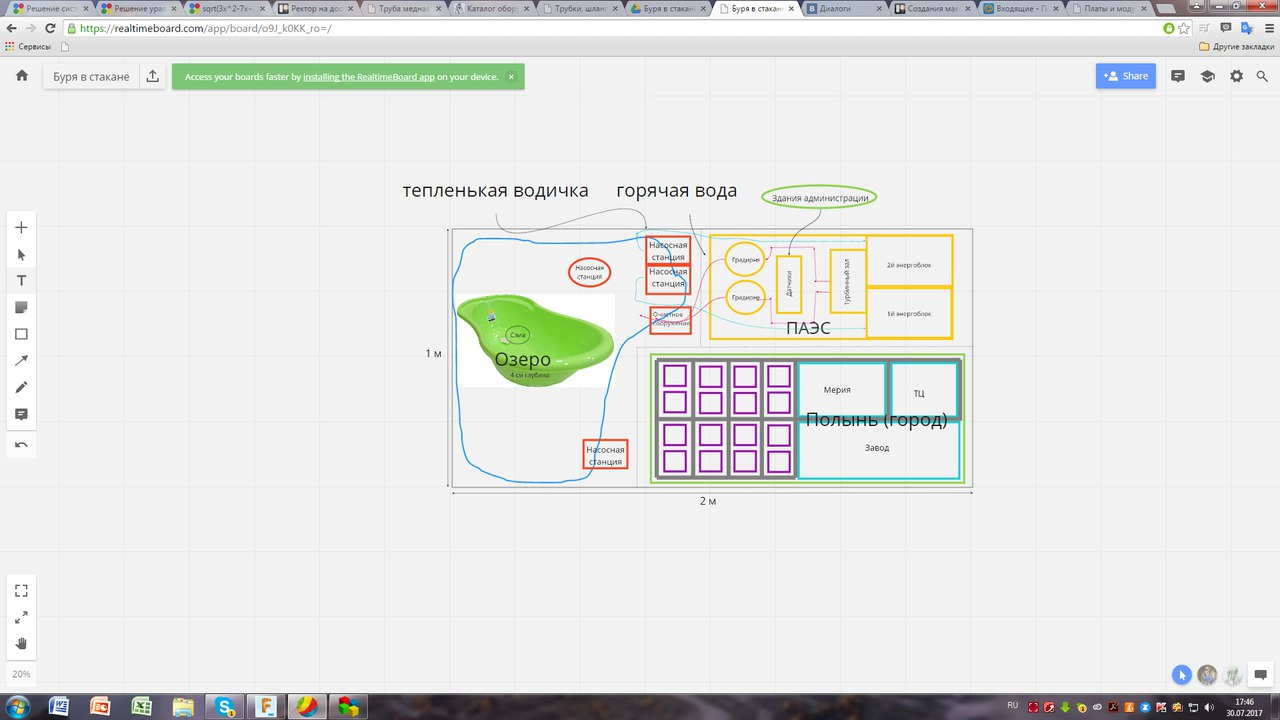 Решение сист
Решение урав
sqrt(3x^2-7x+
Ректор на дос
Труба медная
Каталог обор
Трубки, шлан
Буря в стакан
Буря в стакан
Диалоги
Создания мак
Входящие - П
Платы и моду
https://realtimeboard.com/app/board/o9J_k0KK_ro=/
Сервисы
Другие закладки
Буря в стакане
Access your boards faster by installing the RealtimeBoard app on your device.
Share
тепленькая водичка
горячая вода
Здания администрации
Насосная
станция
Насосная
станция
Насосная
станция
Очистное
сооружение
Градирня
Градирня
Датчики
турбинный зал
2й анергоблок
1й анергоблок
ПАЭС
Слив
Озеро
4 см глубина
1 м
Насосная
станция
Мерия
ТЦ
Полынь (город)
Завод
2 м
20%
RU
17:46
30.07.2017